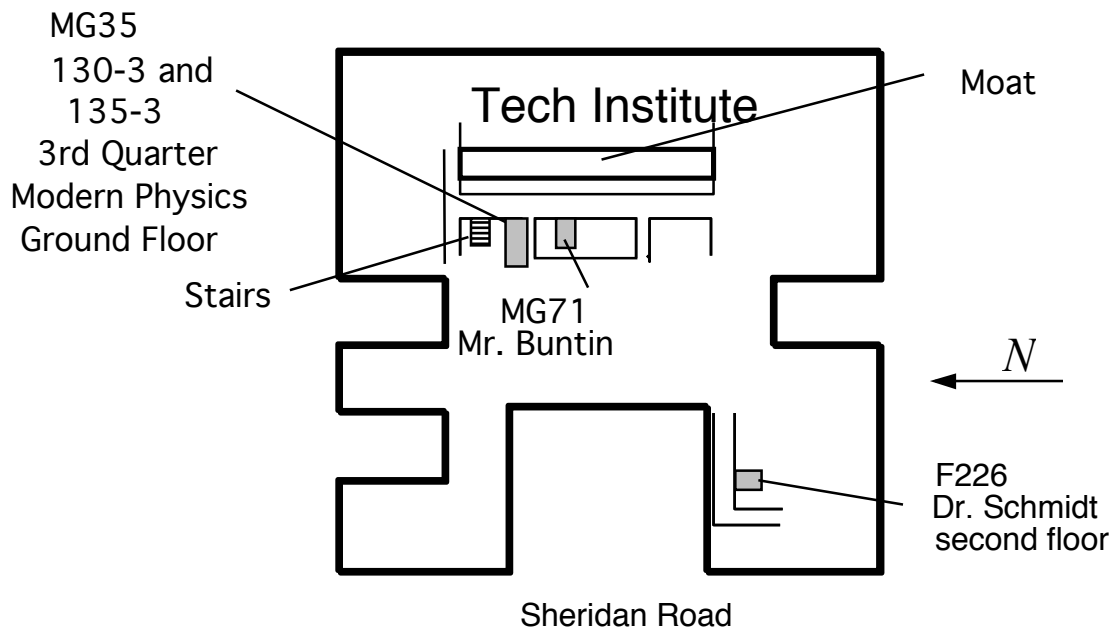 MG35
130-3 and
135-3
3rd Quarter
Modern Physics
Ground Floor
Tech Institute
Moat
Stairs
MG71
Mr. Buntin
N
F226
Dr. Schmidt
second floor
Sheridan Road